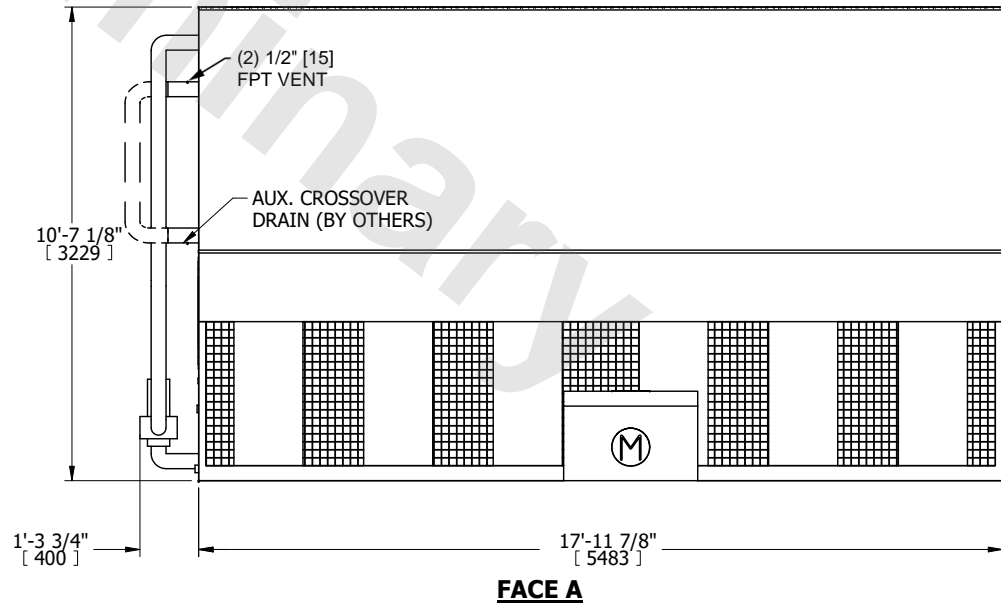 (2) 1/2" [15]
FPT VENT
AUX. CROSSOVER
DRAIN (BY OTHERS)
10'-7 1/8"
[ 3229 ]
M
1'-3 3/4"
[ 400 ]
17'-11 7/8"
[ 5483 ]
FACE A
inary